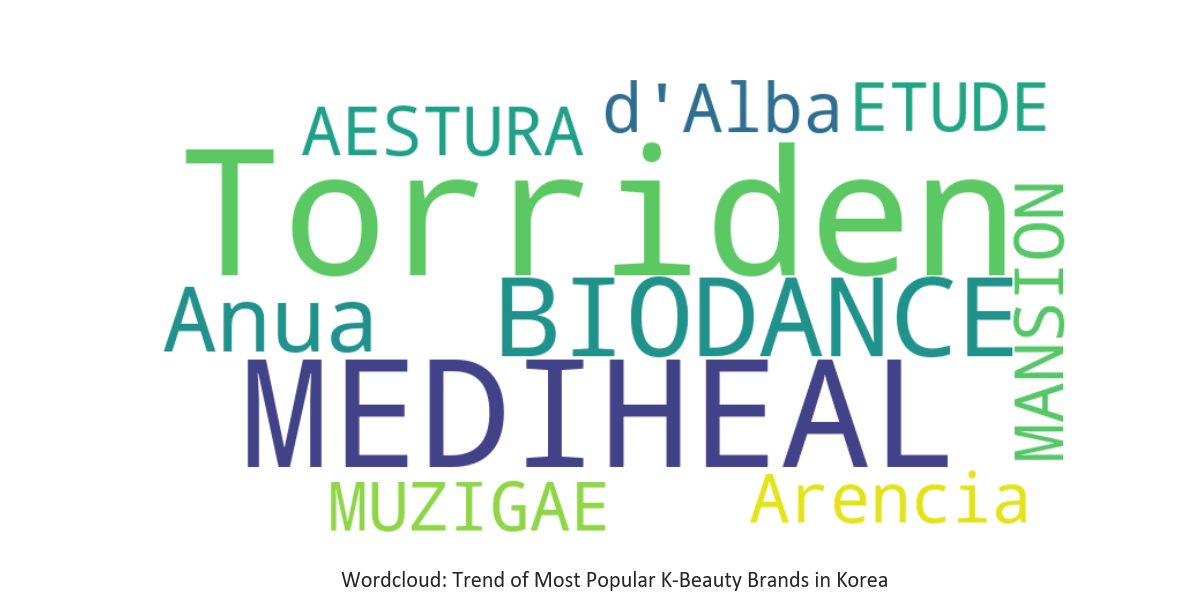 AESTURA d'Alba ETUDE
Torriden
MANSION
Anua BIODANCE
MEDIHEAL
MUZIGAE Arencia
Wordcloud: Trend of Most Popular K-Beauty Brands in Korea